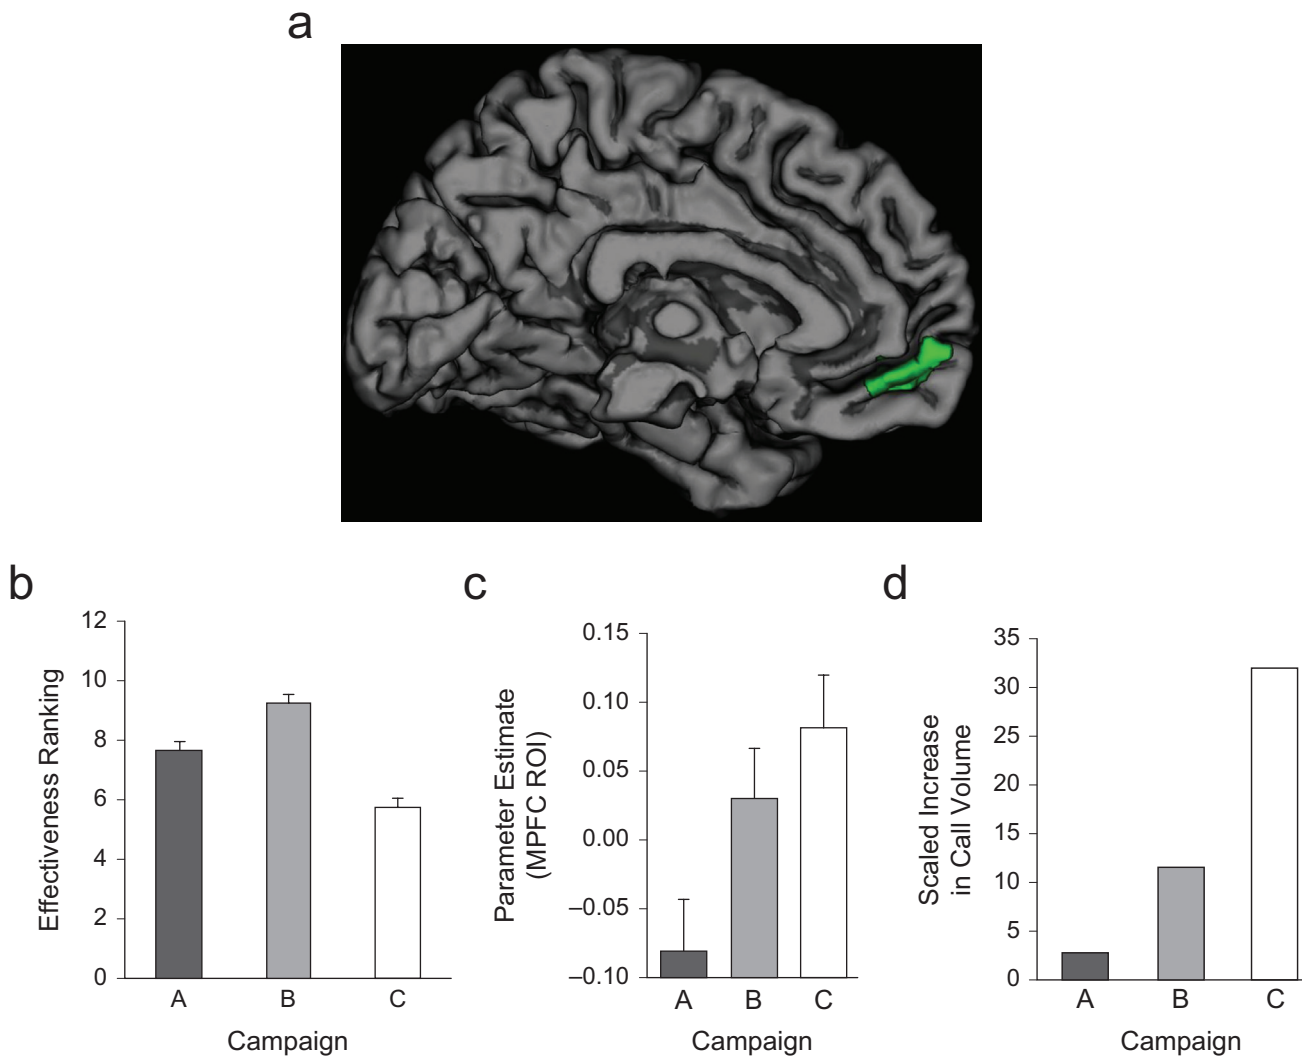 a
b
12
10
8
6
4
2
0
Effectiveness Ranking
A B C
Campaign
c
0.15
0.10
0.05
0.00
–0.05
–0.10
Parameter Estimate
(MPFC ROI)
A B C
Campaign
d
35
30
25
20
15
10
5
0
Scaled Increase
in Call Volume
A B C
Campaign